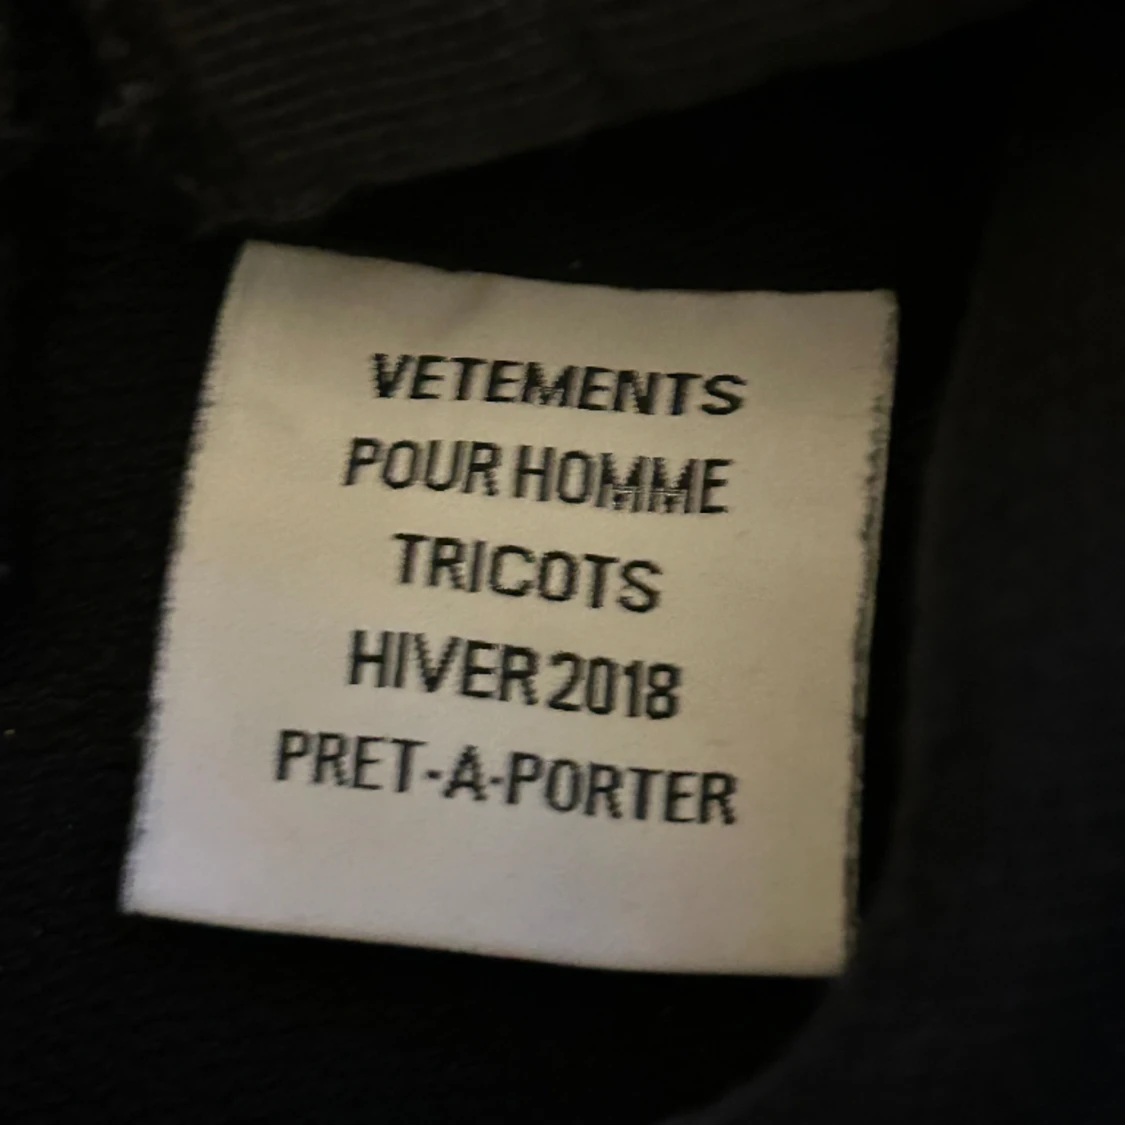 VETEMENTS
POUR HOMME
TRICOTS
HIVER 2018
PRET-A-PORTER